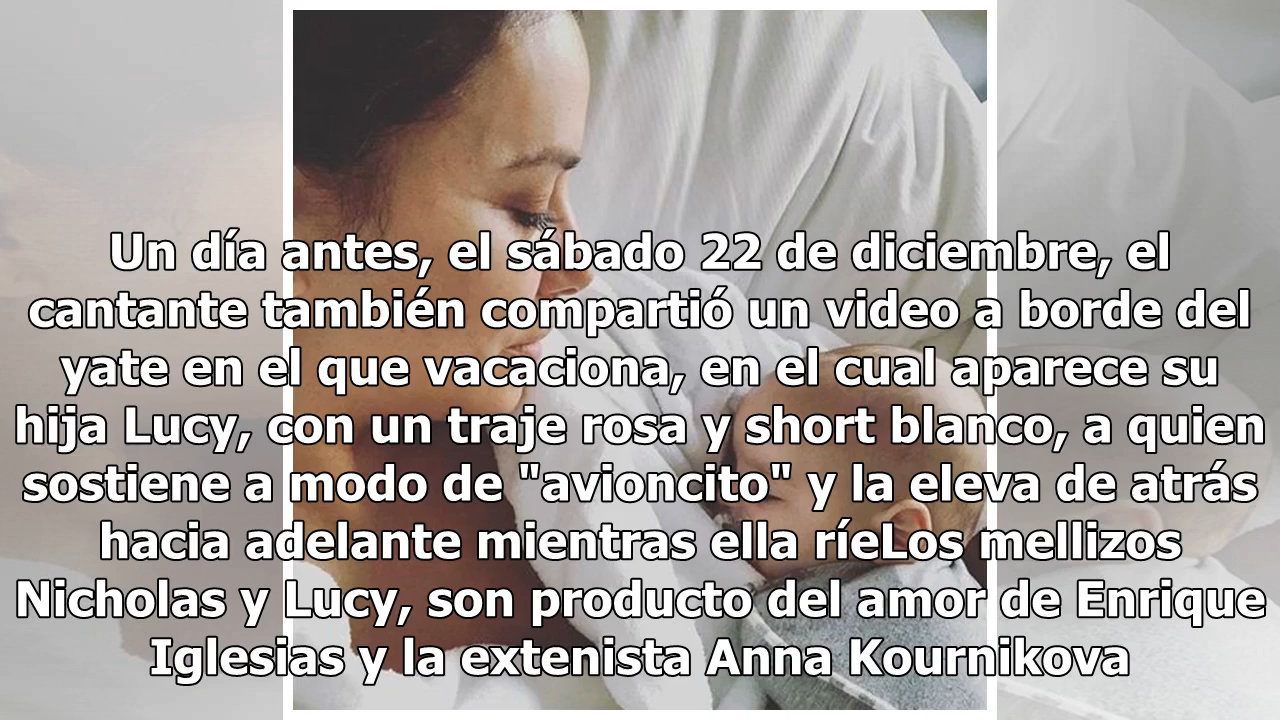 Un día antes, el sábado 22 de diciembre, el
cantante también compartió un video a borde del
yate en el que vacaciona, en el cual aparece su
hija Lucy, con un traje rosa y short blanco, a quien
sostiene a modo de "avioncito" y la eleva de atrás
hacia adelante mientras ella ríeLos mellizos
Nicholas y Lucy, son producto del amor de Enrique
Iglesias y la extenista Anna Kournikova